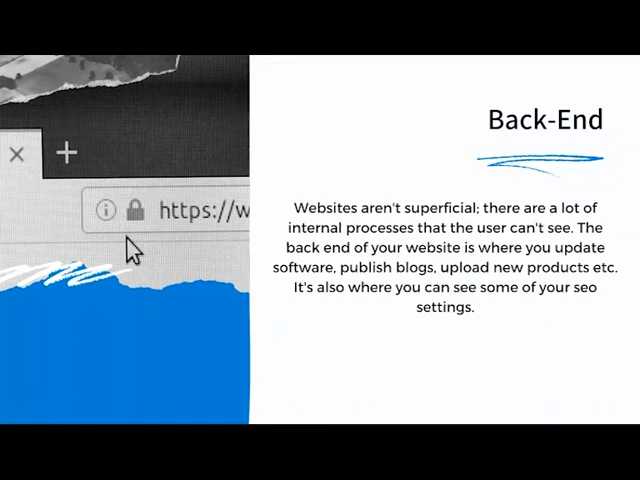 Back-End
https://w
Websites aren't superficial; there are a lot of
internal processes that the user can't see. The
back end of your website is where you update
software, publish blogs, upload new products etc.
It's also where you can see some of your seo
settings.